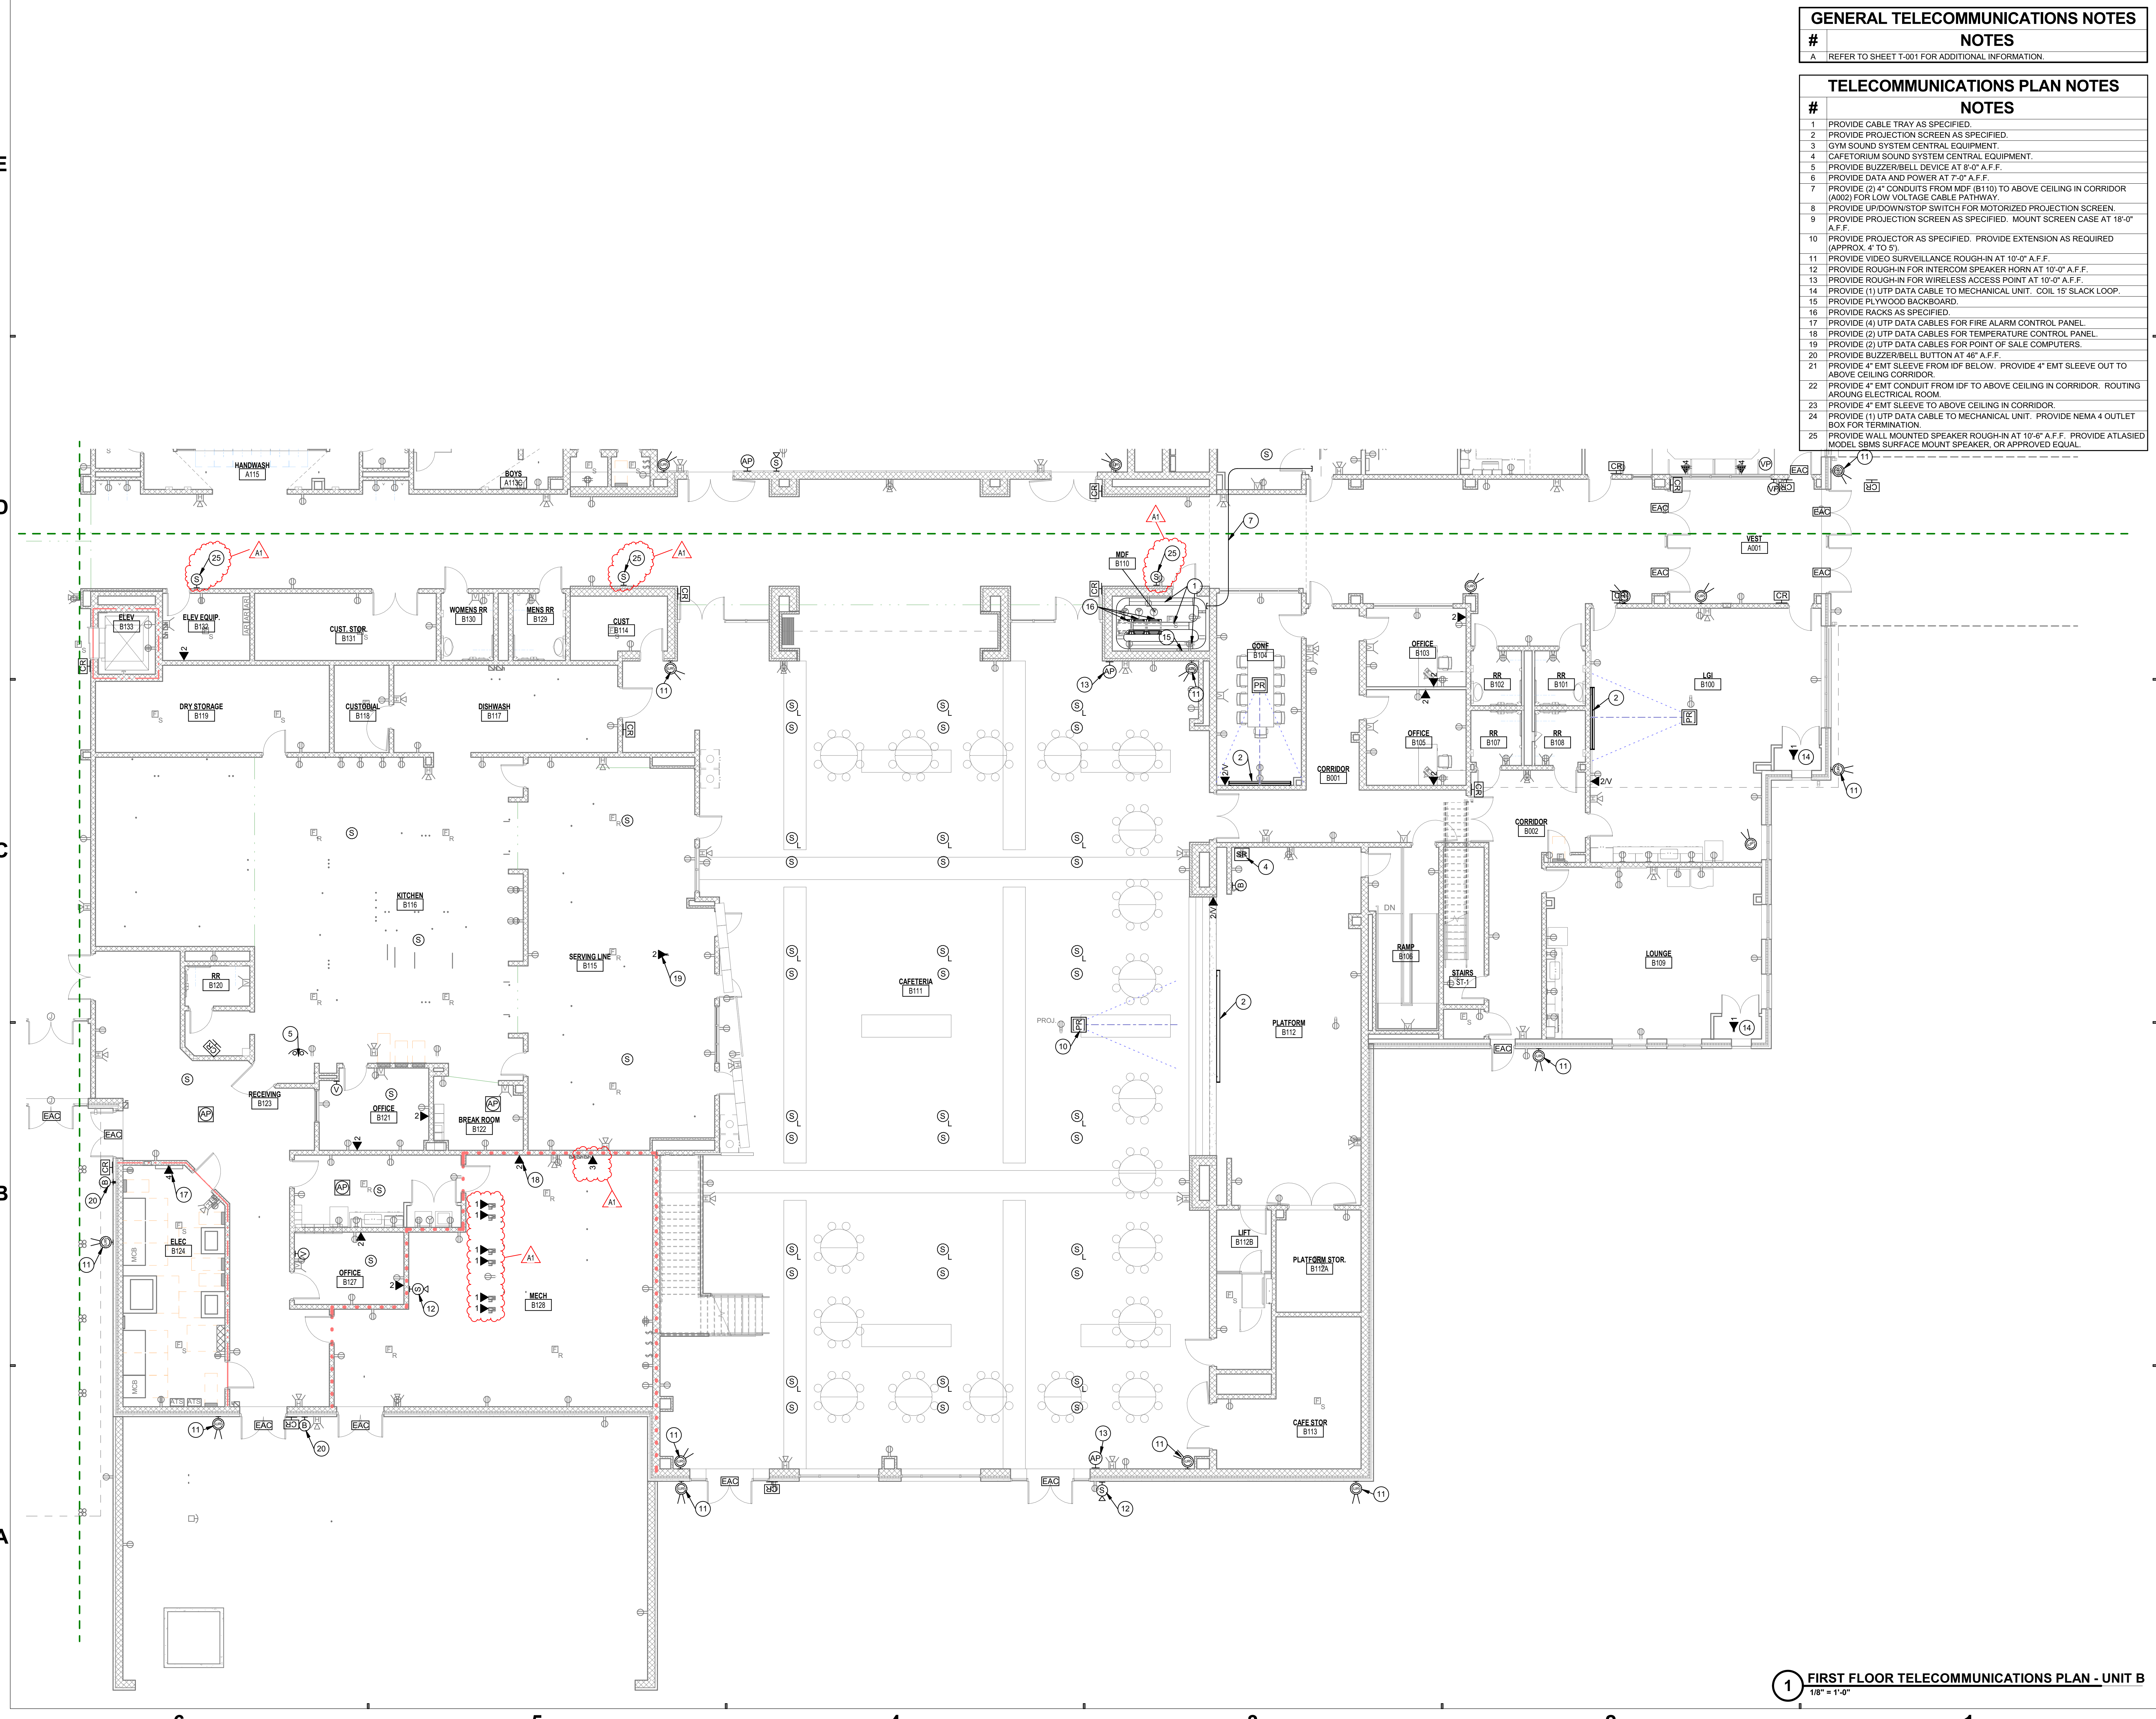 GENERAL TELECOMMUNICATIONS NOTES
# NOTES
A REFER TO SHEET T-001 FOR ADDITIONAL INFORMATION.
TELECOMMUNICATIONS PLAN NOTES
# NOTES
1 PROVIDE CABLE TRAY AS SPECIFIED.
2 PROVIDE PROJECTION SCREEN AS SPECIFIED.
3 GYM SOUND SYSTEM CENTRAL EQUIPMENT.
4 CAFETORIUM SOUND SYSTEM CENTRAL EQUIPMENT.
5 PROVIDE BUZZER/BELL DEVICE AT 8'-0" A.F.F.
6 PROVIDE DATA AND POWER AT 7'-0" A.F.F.
7 PROVIDE (2) 4" CONDUITS FROM MDF (B110) TO ABOVE CEILING IN CORRIDOR
(A002) FOR LOW VOLTAGE CABLE PATHWAY.
8 PROVIDE UP/DOWN/STOP SWITCH FOR MOTORIZED PROJECTION SCREEN.
9 PROVIDE PROJECTION SCREEN AS SPECIFIED. MOUNT SCREEN CASE AT 18'-0"
A.F.F.
10 PROVIDE PROJECTOR AS SPECIFIED. PROVIDE EXTENSION AS REQUIRED
(APPROX. 4' TO 5').
11 PROVIDE VIDEO SURVEILLANCE ROUGH-IN AT 10'-0" A.F.F.
12 PROVIDE ROUGH-IN FOR INTERCOM SPEAKER HORN AT 10'-0" A.F.F.
13 PROVIDE ROUGH-IN FOR WIRELESS ACCESS POINT AT 10'-0" A.F.F.
14 PROVIDE (1) UTP DATA CABLE TO MECHANICAL UNIT. COIL 15' SLACK LOOP.
15 PROVIDE PLYWOOD BACKBOARD.
16 PROVIDE RACKS AS SPECIFIED.
17 PROVIDE (4) UTP DATA CABLES FOR FIRE ALARM CONTROL PANEL.
18 PROVIDE (2) UTP DATA CABLES FOR TEMPERATURE CONTROL PANEL.
19 PROVIDE (2) UTP DATA CABLES FOR POINT OF SALE COMPUTERS.
20 PROVIDE BUZZER/BELL BUTTON AT 46" A.F.F.
21 PROVIDE 4" EMT SLEEVE FROM IDF BELOW. PROVIDE 4" EMT SLEEVE OUT TO
ABOVE CEILING CORRIDOR.
22 PROVIDE 4" EMT CONDUIT FROM IDF TO ABOVE CEILING IN CORRIDOR. ROUTING
AROUNG ELECTRICAL ROOM.
23 PROVIDE 4" EMT SLEEVE TO ABOVE CEILING IN CORRIDOR.
24 PROVIDE (1) UTP DATA CABLE TO MECHANICAL UNIT. PROVIDE NEMA 4 OUTLET
BOX FOR TERMINATION.
25 PROVIDE WALL MOUNTED SPEAKER ROUGH-IN AT 10'-6" A.F.F. PROVIDE ATLASIED
MODEL SBMS SURFACE MOUNT SPEAKER, OR APPROVED EQUAL.
HANDWASH
A115
BOYS
A113C
VEST
A001
MDF
B110
ELEV
B133
ELEV EQUIP.
B132
CUST. STOR.
B131
WOMENS RR
B130
MENS RR
B129
CUST
B114
CONF
B104
OFFICE
B103
RR
B102
RR
B101
LGI
B100
DRY STORAGE
B119
CUSTODIAL
B118
DISHWASH
B117
OFFICE
B105
RR
B107
RR
B108
CORRIDOR
B001
CORRIDOR
B002
KITCHEN
B116
SERVING LINE
B115
CAFETERIA
B111
RR
B120
RAMP
B106
DN
STAIRS
ST-1
LOUNGE
B109
PLATFORM
B112
PROJ.
RECEIVING
B123
OFFICE
B121
BREAK ROOM
B122
ELEC
B124
MCB
MCB
ATS ATS
OFFICE
B127
MECH
B128
LIFT
B112B
PLATFORM STOR.
B112A
CAFE STOR
B113
1 FIRST FLOOR TELECOMMUNICATIONS PLAN - UNIT B
1/8" = 1'-0"